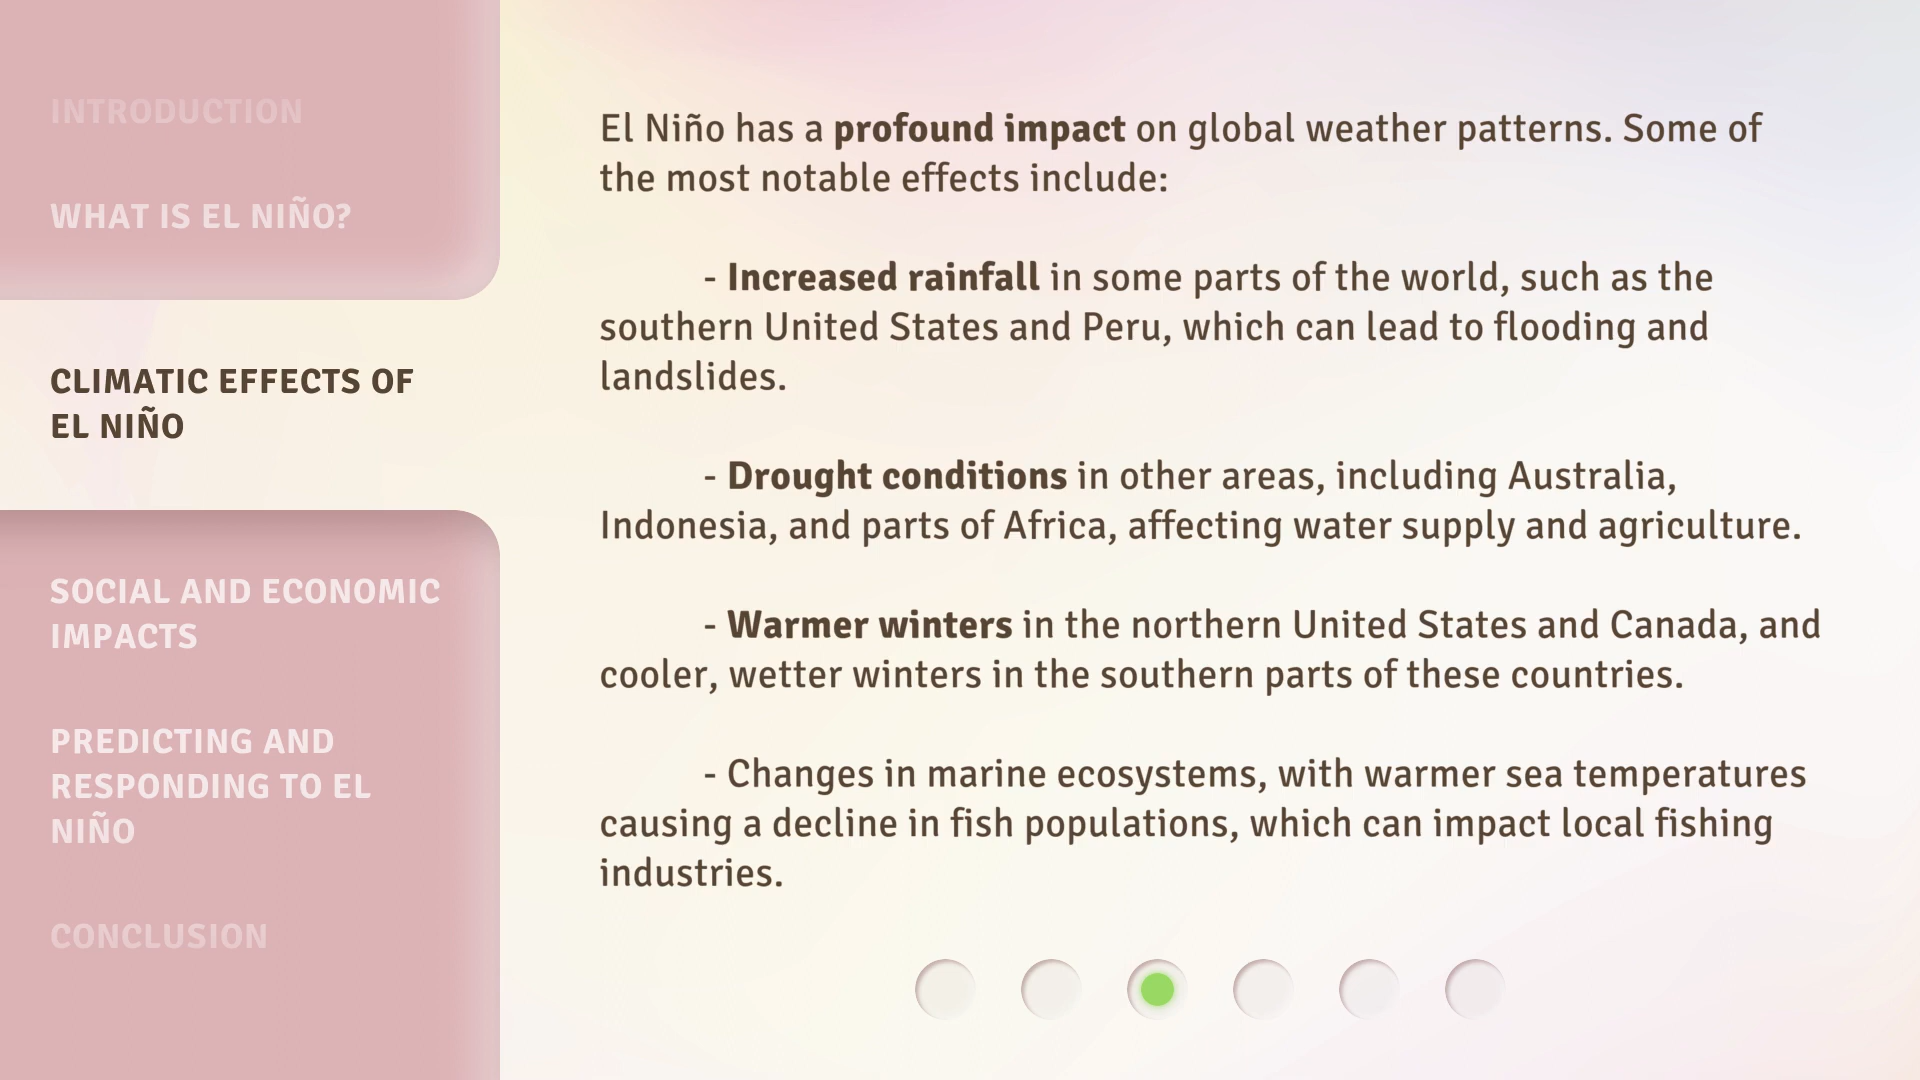 INTRODUCTION
WHAT IS EL NIÑO?
CLIMATIC EFFECTS OF
EL NIÑO
SOCIAL AND ECONOMIC
IMPACTS
PREDICTING AND
RESPONDING TO EL
NIÑO
CONCLUSION
El Niño has a profound impact on global weather patterns. Some of
the most notable effects include:
- Increased rainfall in some parts of the world, such as the
southern United States and Peru, which can lead to flooding and
landslides.
- Drought conditions in other areas, including Australia,
Indonesia, and parts of Africa, affecting water supply and agriculture.
- Warmer winters in the northern United States and Canada, and
cooler, wetter winters in the southern parts of these countries.
- Changes in marine ecosystems, with warmer sea temperatures
causing a decline in fish populations, which can impact local fishing
industries.